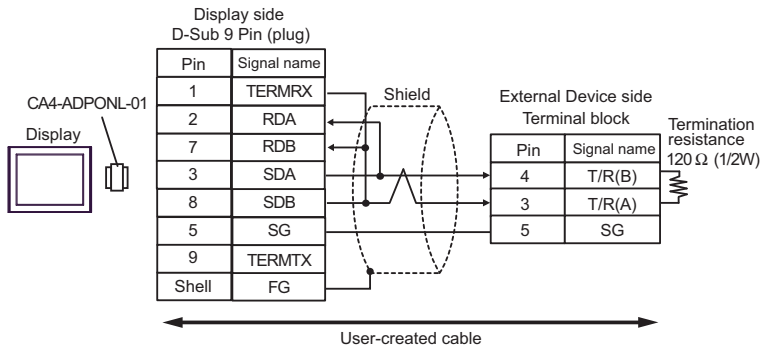 Display side
D-Sub 9 Pin (plug)
Pin Signal name
1 TERMRX
2 RDA
7 RDB
3 SDA
8 SDB
5 SG
9 TERMTX
Shell FG
CA4-ADPONL-01
Display
Shield
External Device side
Terminal block
Pin Signal name
4 T/R(B)
3 T/R(A)
5 SG
Termination
resistance
120 Ω (1/2W)
User-created cable